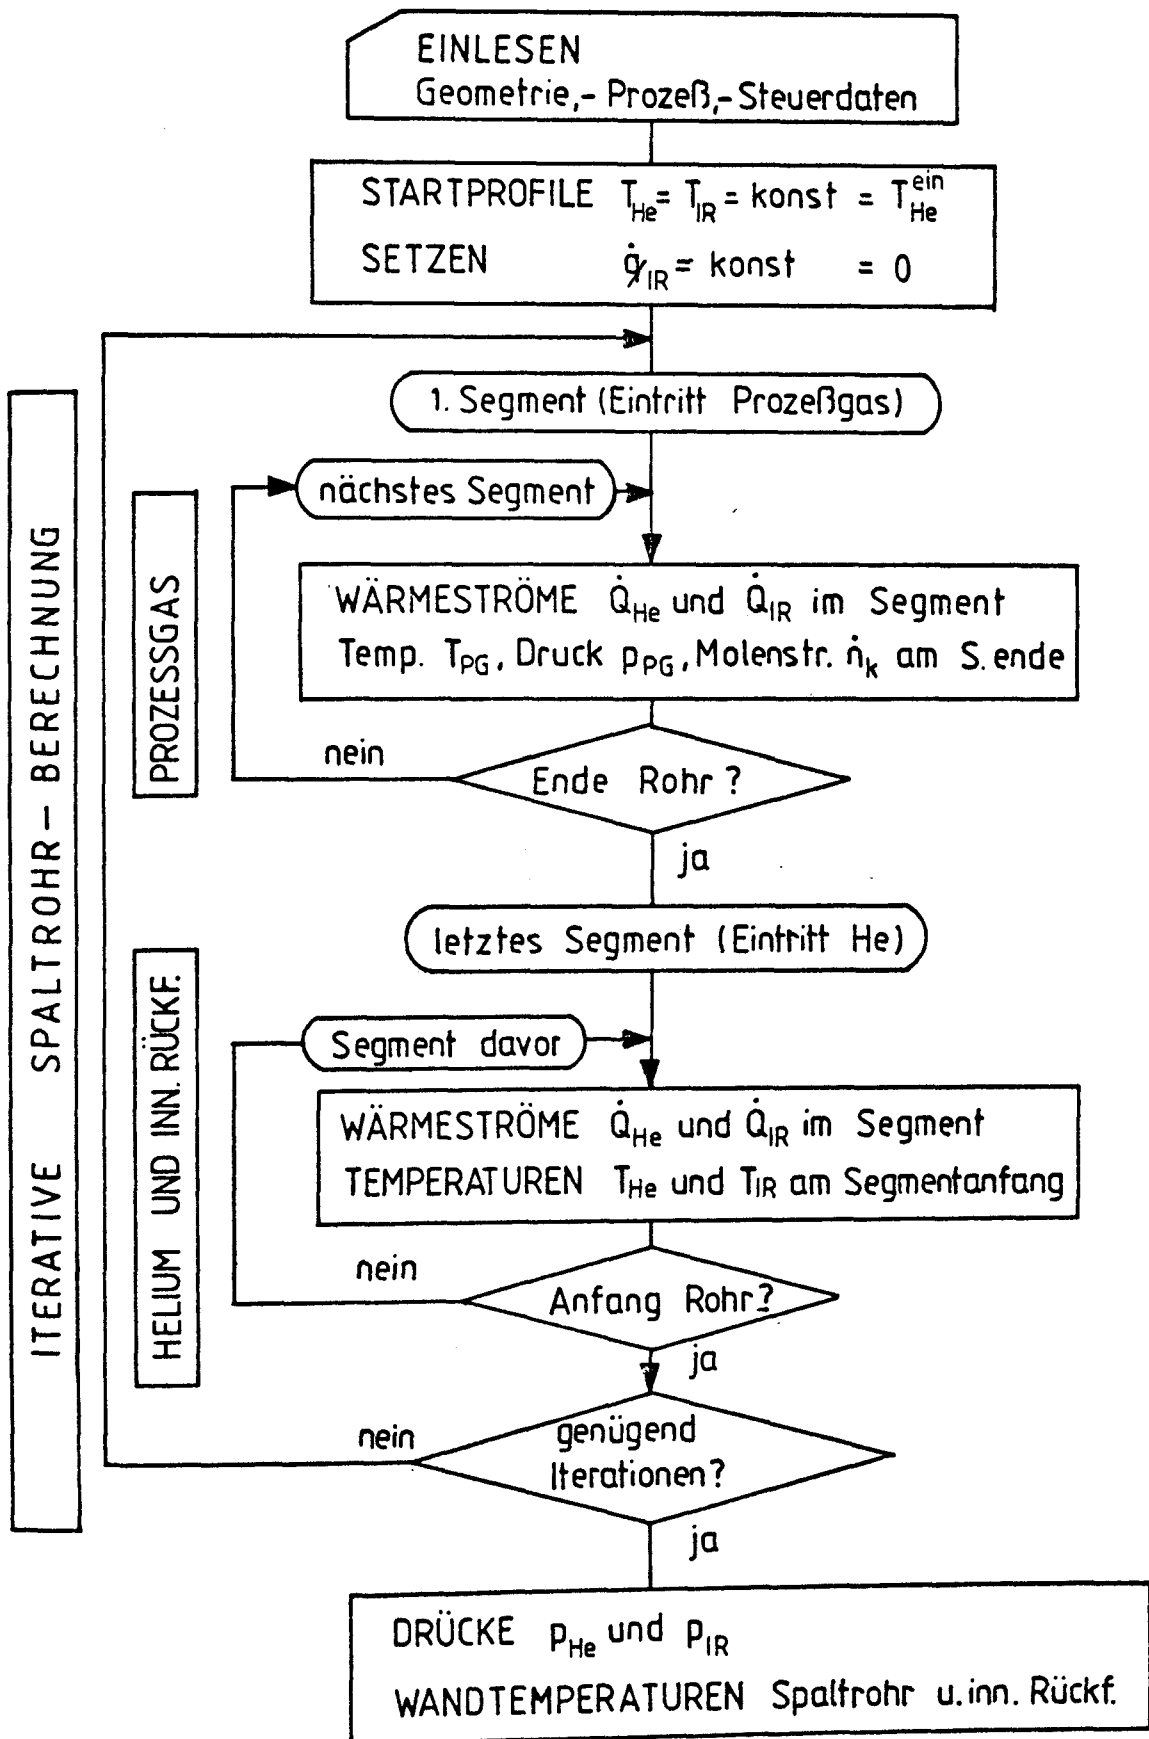 EINLESEN
Geometrie,- Prozeß,- Steuerdaten
STARTPROFILE T_He = T_IR = konst = T_He^ein
SETZEN q̇_IR = konst = 0
1. Segment (Eintritt Prozeßgas)
nächstes Segment
WÄRMESTRÖME Q̇_He und Q̇_IR im Segment
Temp. T_PG, Druck p_PG, Molenstr. ṅ_k am S. ende
nein
Ende Rohr?
ja
letztes Segment (Eintritt He)
Segment davor
WÄRMESTRÖME Q̇_He und Q̇_IR im Segment
TEMPERATUREN T_He und T_IR am Segmentanfang
nein
Anfang Rohr?
ja
nein
genügend
Iterationen?
ja
DRÜCKE p_He und p_IR
WANDTEMPERATUREN Spaltrohr u. inn. Rückf.
PROZESSGAS
HELIUM UND INN. RÜCKF.
ITERATIVE SPALTROHR-BERECHNUNG